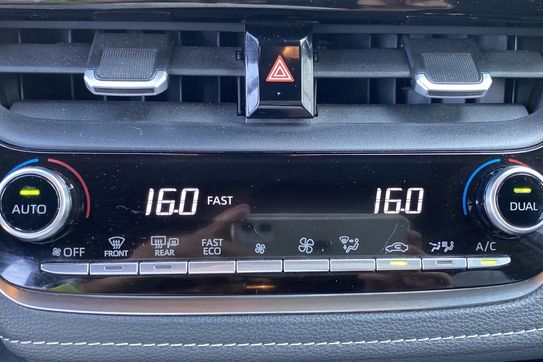 16.0 FAST 16.0
AUTO DUAL
OFF FRONT REAR FAST ECO A/C